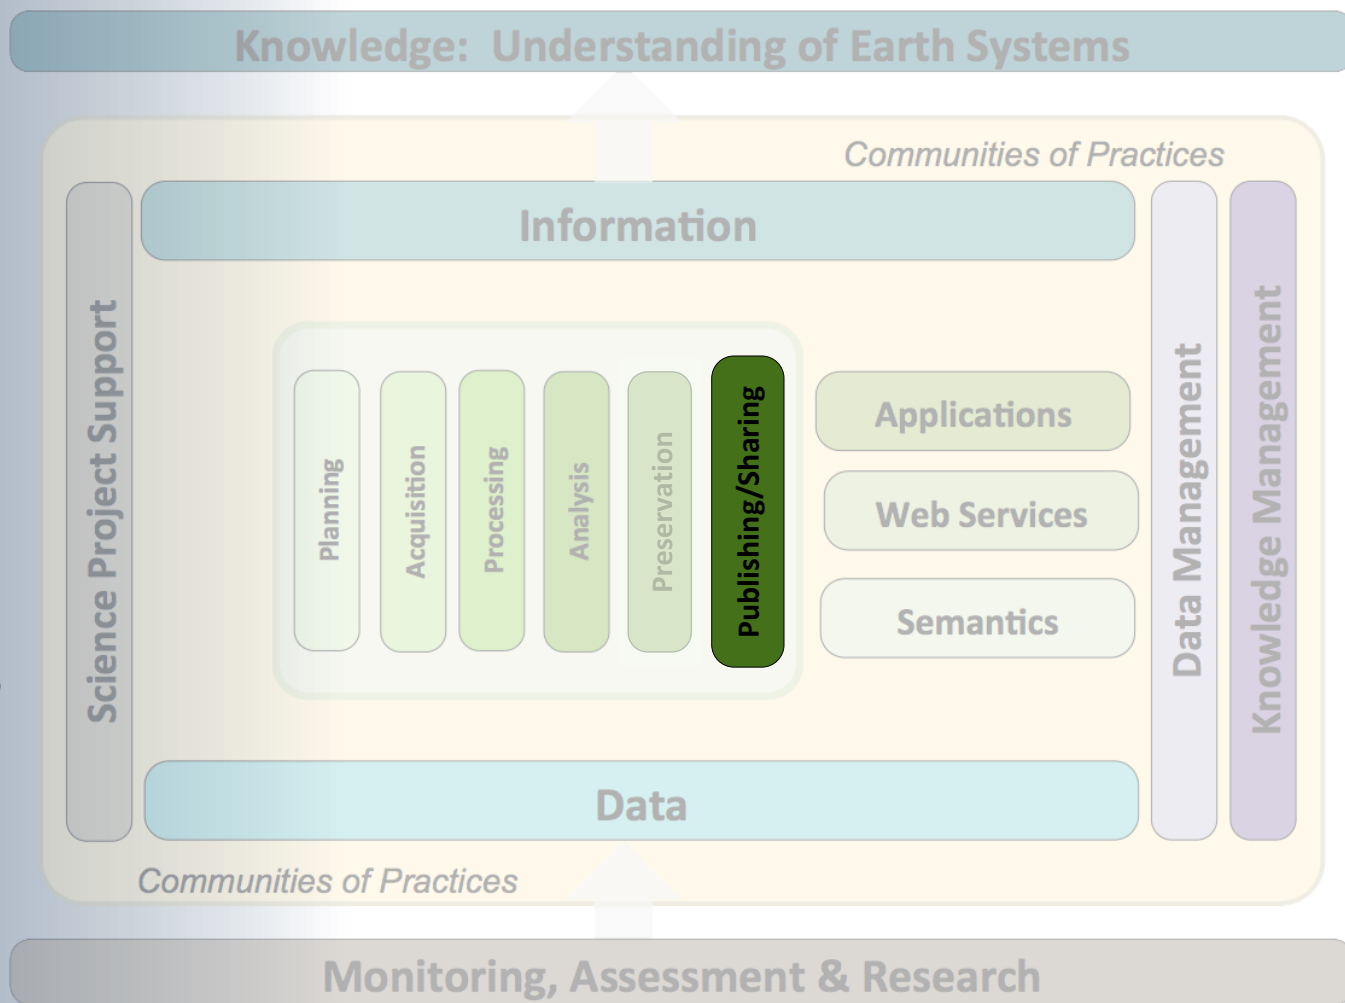 Knowledge:  Understanding of Earth Systems
Communities of Practices
Information
Science Project Support
Planning
Acquisition
Processing
Analysis
Preservation
Publishing/Sharing
Applications
Web Services
Semantics
Data Management
Knowledge Management
Data
Communities of Practices
Monitoring, Assessment & Research